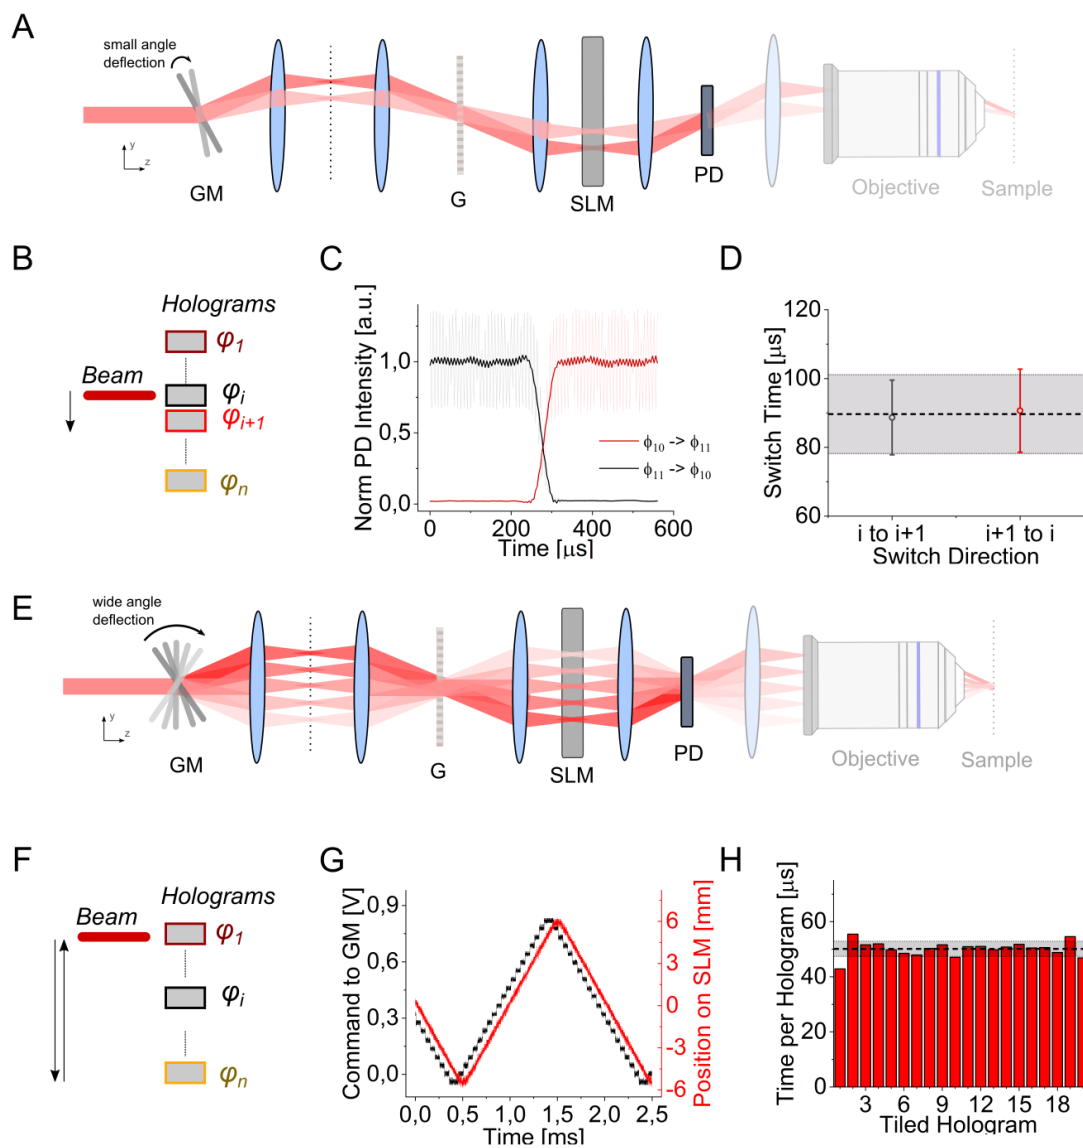 A
small angle
deflection
y
z
GM
G
SLM
PD
Objective
Sample
B
Holograms
φ1
Beam
φi
φi+1
φn
C
Norm PD Intensity [a.u.]
1,0
0,5
0,0
ϕ10 -> ϕ11
ϕ11 -> ϕ10
0 200 400 600
Time [μs]
D
Switch Time [μs]
120
100
80
60
i to i+1 i+1 to i
Switch Direction
E
wide angle
deflection
y
z
GM
G
SLM
PD
Objective
Sample
F
Holograms
Beam
φ1
φi
φn
G
Command to GM [V]
0,9
0,6
0,3
0,0
Position on SLM [mm]
6
3
0
-3
-6
0,0 0,5 1,0 1,5 2,0 2,5
Time [ms]
H
Time per Hologram [μs]
60
40
20
0
3 6 9 12 15 18
Tiled Hologram